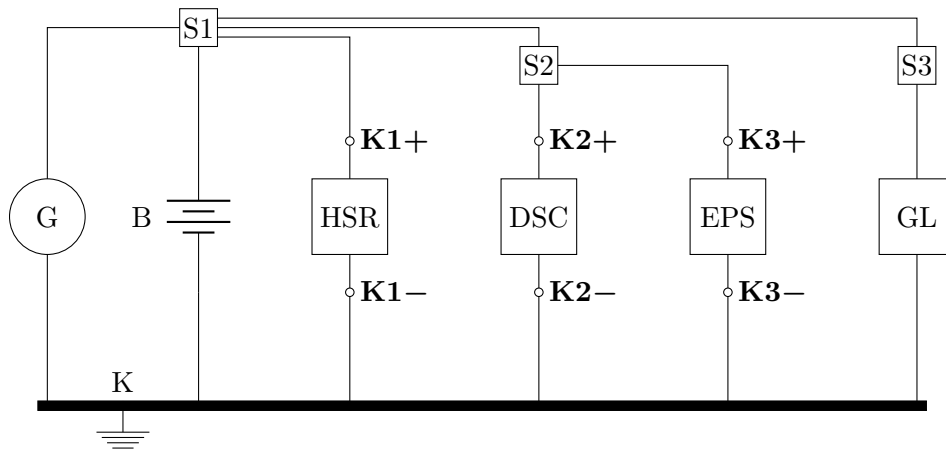 S1
S2
S3
K1+
K2+
K3+
G
B
HSR
DSC
EPS
GL
K1−
K2−
K3−
K